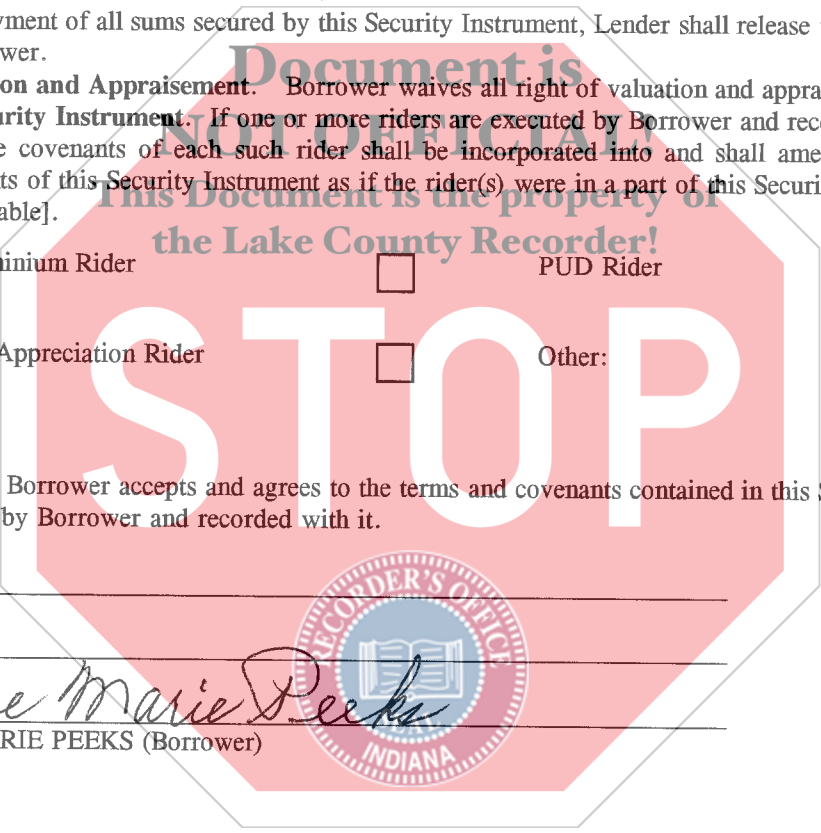 yment of all sums secured by this Security Instrument, Lender shall release
wer.
Document is
on and Appraisement. Borrower waives all right of valuation and appra
urity Instrument. If one or more riders are executed by Borrower and rec
NOT OFFICIAL!
e covenants of each such rider shall be incorporated into and shall ame
ts of this Security Instrument as if the rider(s) were in a part of this Securi
This Document is the property of
able].
the Lake County Recorder!
inium Rider PUD Rider
STOP
Appreciation Rider Other:
Borrower accepts and agrees to the terms and covenants contained in this S
by Borrower and recorded with it.
RECORDER'S OFFICE
e Marie Peeks
SEAL
RIE PEEKS (Borrower)
INDIANA